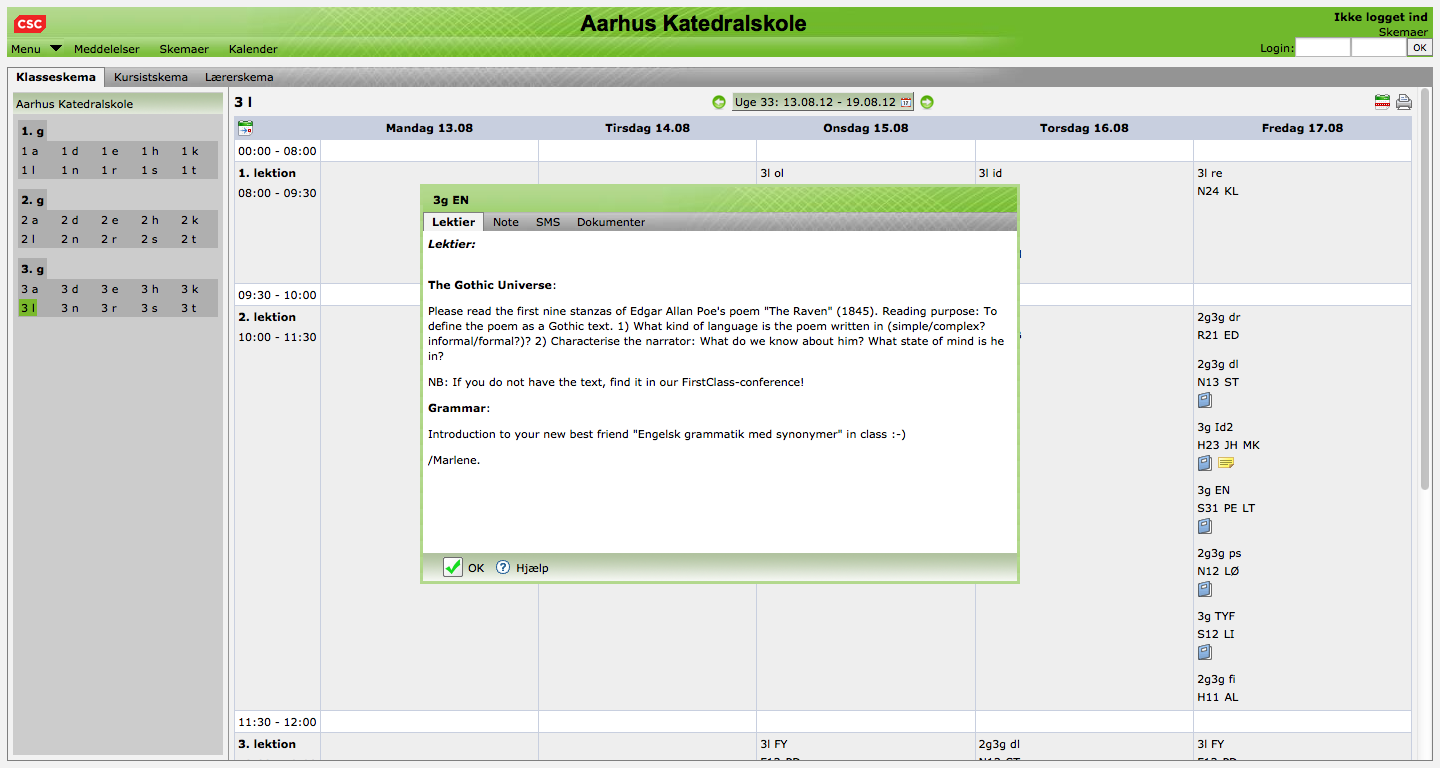 CSC
Aarhus Katedralskole
Ikke logget ind
Skemaer
Menu Meddelelser Skemaer Kalender
Login: OK
Klasseskema Kursistskema Lærerskema
Aarhus Katedralskole
1. g
1 a 1 d 1 e 1 h 1 k
1 l 1 n 1 r 1 s 1 t
2. g
2 a 2 d 2 e 2 h 2 k
2 l 2 n 2 r 2 s 2 t
3. g
3 a 3 d 3 e 3 h 3 k
3 l 3 n 3 r 3 s 3 t
3 l
Uge 33: 13.08.12 - 19.08.12
Mandag 13.08 Tirsdag 14.08 Onsdag 15.08 Torsdag 16.08 Fredag 17.08
00:00 - 08:00
1. lektion
08:00 - 09:30
3l ol
3l id
3l re
N24 KL
09:30 - 10:00
2. lektion
10:00 - 11:30
2g3g dr
R21 ED
2g3g dl
N13 ST
3g Id2
H23 JH MK
3g EN
S31 PE LT
2g3g ps
N12 LØ
3g TYF
S12 LI
2g3g fi
H11 AL
11:30 - 12:00
3. lektion
3l FY
2g3g dl
3l FY
3g EN
Lektier Note SMS Dokumenter
Lektier:
The Gothic Universe:
Please read the first nine stanzas of Edgar Allan Poe's poem "The Raven" (1845). Reading purpose: To
define the poem as a Gothic text. 1) What kind of language is the poem written in (simple/complex?
informal/formal?)? 2) Characterise the narrator: What do we know about him? What state of mind is he
in?
NB: If you do not have the text, find it in our FirstClass-conference!
Grammar:
Introduction to your new best friend "Engelsk grammatik med synonymer" in class :-)
/Marlene.
OK Hjælp